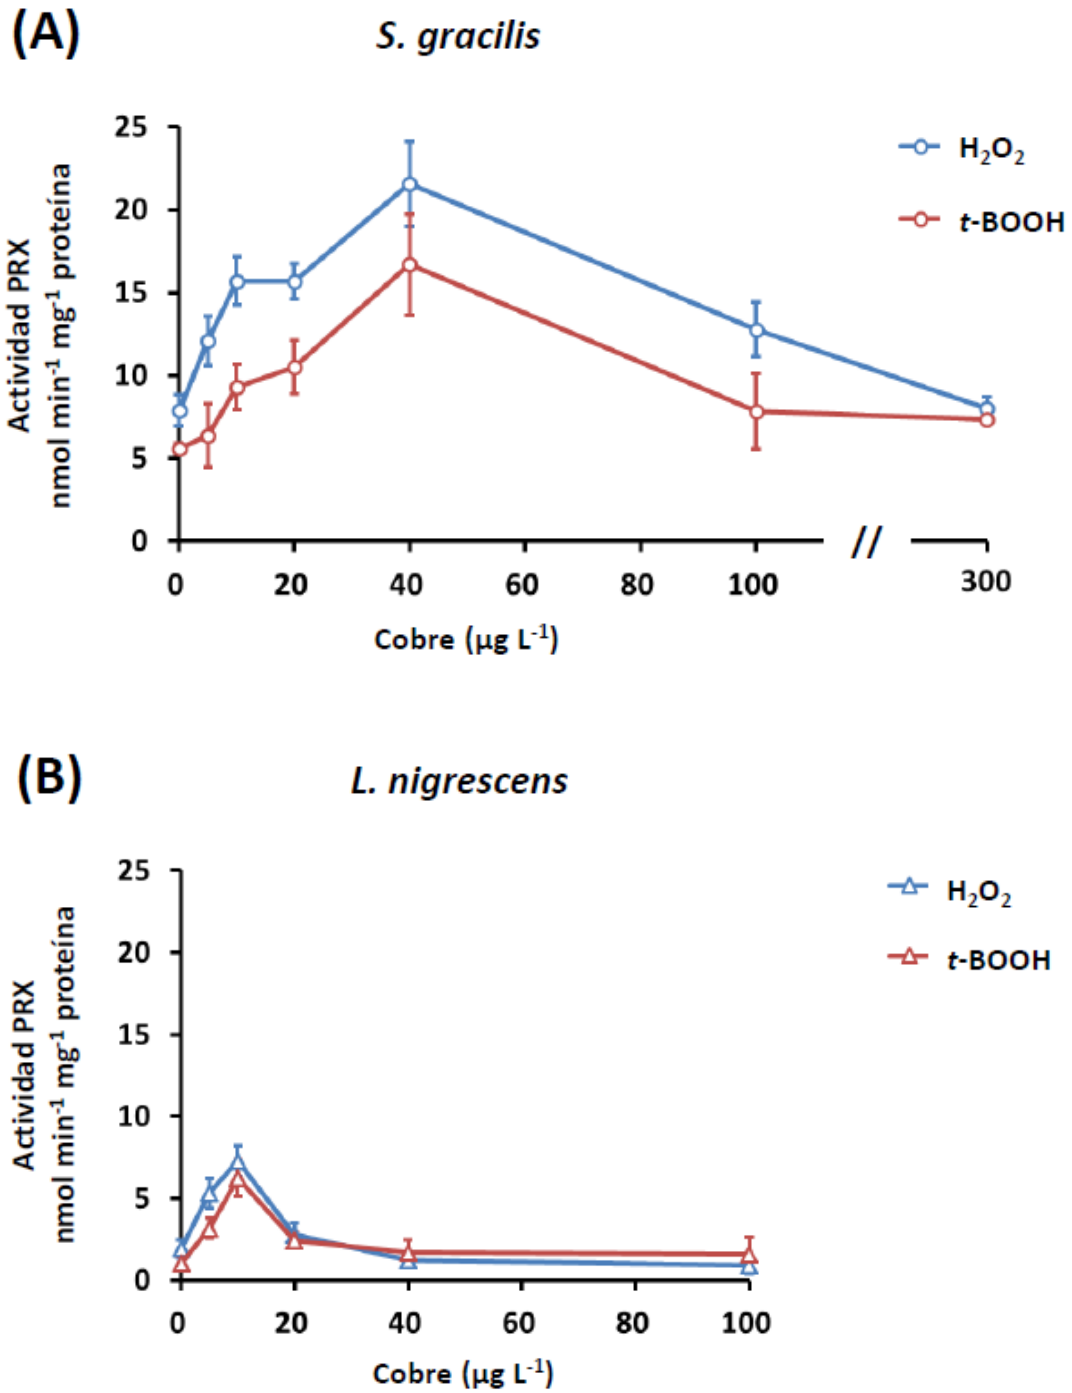 (A)
S. gracilis
25
20
15
10
5
0
Actividad PRX
nmol min⁻¹ mg⁻¹ proteína
H₂O₂
t-BOOH
0 20 40 60 80 100 // 300
Cobre (µg L⁻¹)
(B)
L. nigrescens
25
20
15
10
5
0
Actividad PRX
nmol min⁻¹ mg⁻¹ proteína
H₂O₂
t-BOOH
0 20 40 60 80 100
Cobre (µg L⁻¹)